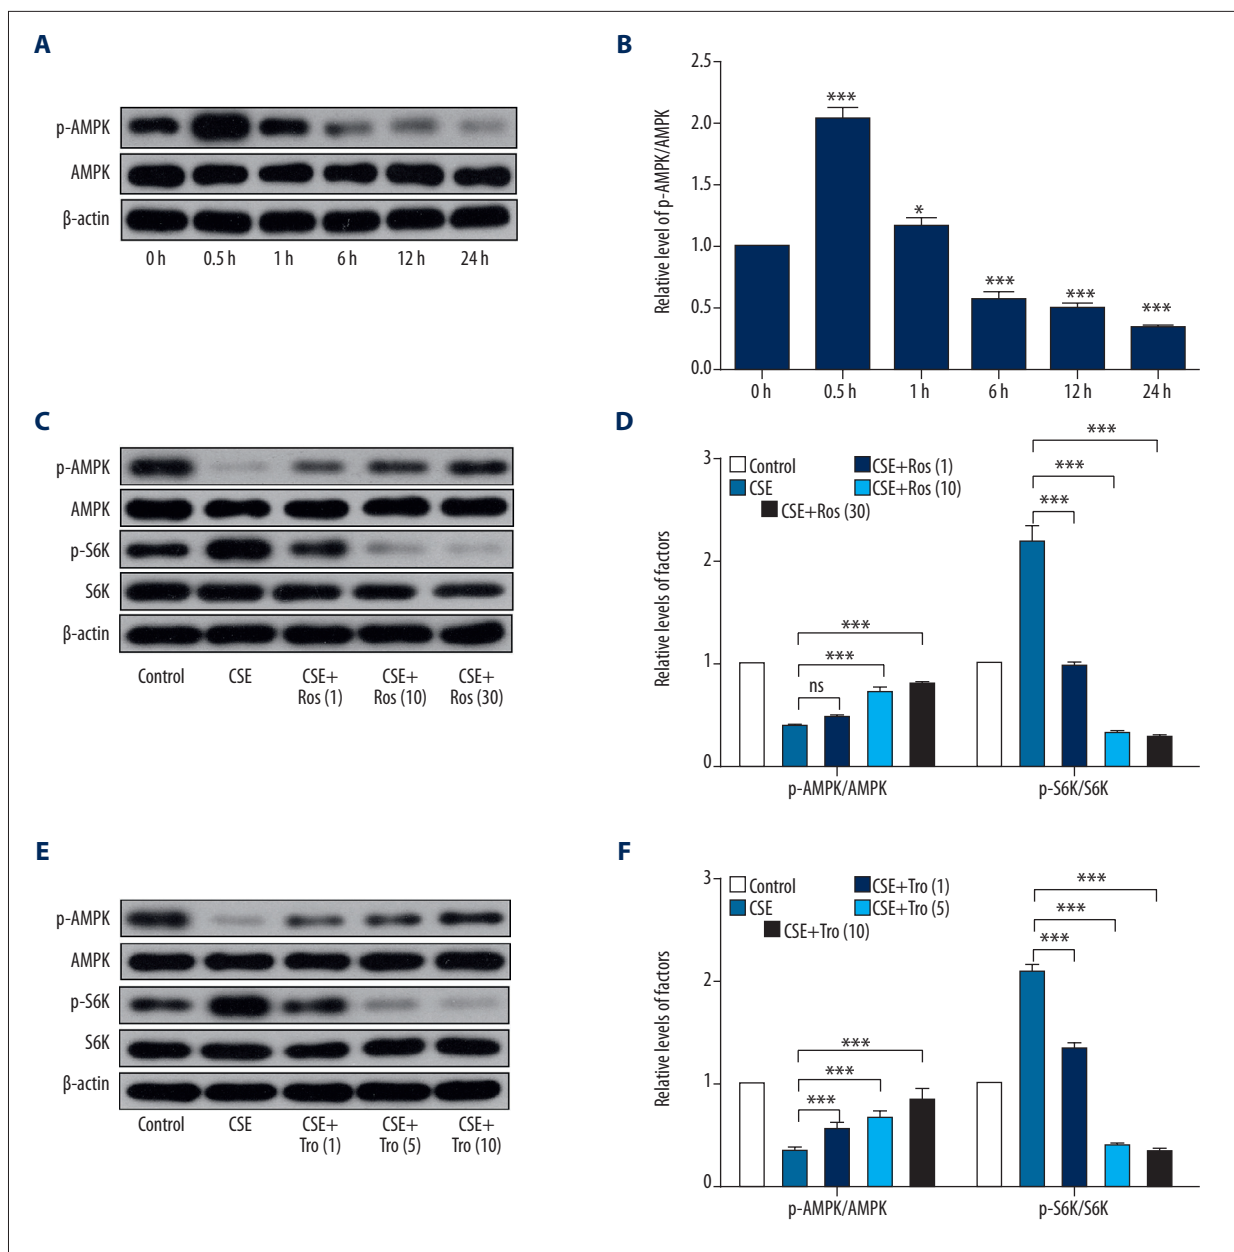 A
p-AMPK
AMPK
β-actin
0 h 0.5 h 1 h 6 h 12 h 24 h
B
Relative level of p-AMPK/AMPK
2.5
2.0
1.5
1.0
0.5
0.0
***
*
***
***
***
0 h 0.5 h 1 h 6 h 12 h 24 h
C
p-AMPK
AMPK
p-S6K
S6K
β-actin
Control CSE CSE+ CSE+ CSE+
Ros (1) Ros (10) Ros (30)
D
Relative levels of factors
3
2
1
0
Control CSE+Ros (1)
CSE CSE+Ros (10)
CSE+Ros (30)
***
***
ns
***
***
***
p-AMPK/AMPK p-S6K/S6K
E
p-AMPK
AMPK
p-S6K
S6K
β-actin
Control CSE CSE+ CSE+ CSE+
Tro (1) Tro (5) Tro (10)
F
Relative levels of factors
3
2
1
0
Control CSE+Tro (1)
CSE CSE+Tro (5)
CSE+Tro (10)
***
***
***
***
***
***
p-AMPK/AMPK p-S6K/S6K